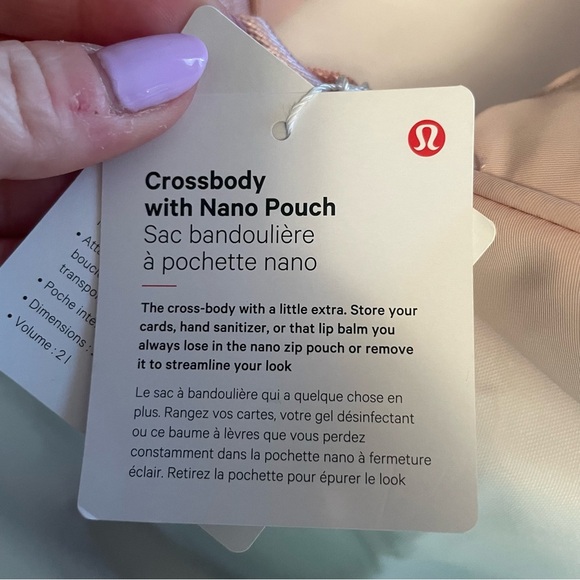 Crossbody
with Nano Pouch
Sac bandoulière
à pochette nano
The cross-body with a little extra. Store your
cards, hand sanitizer, or that lip balm you
always lose in the nano zip pouch or remove
it to streamline your look
Le sac à bandoulière qui a quelque chose en
plus. Rangez vos cartes, votre gel désinfectant
ou ce baume à lèvres que vous perdez
constamment dans la pochette nano à fermeture
éclair. Retirez la pochette pour épurer le look
• Poche
• Dimensions :
• Volume : 2 l